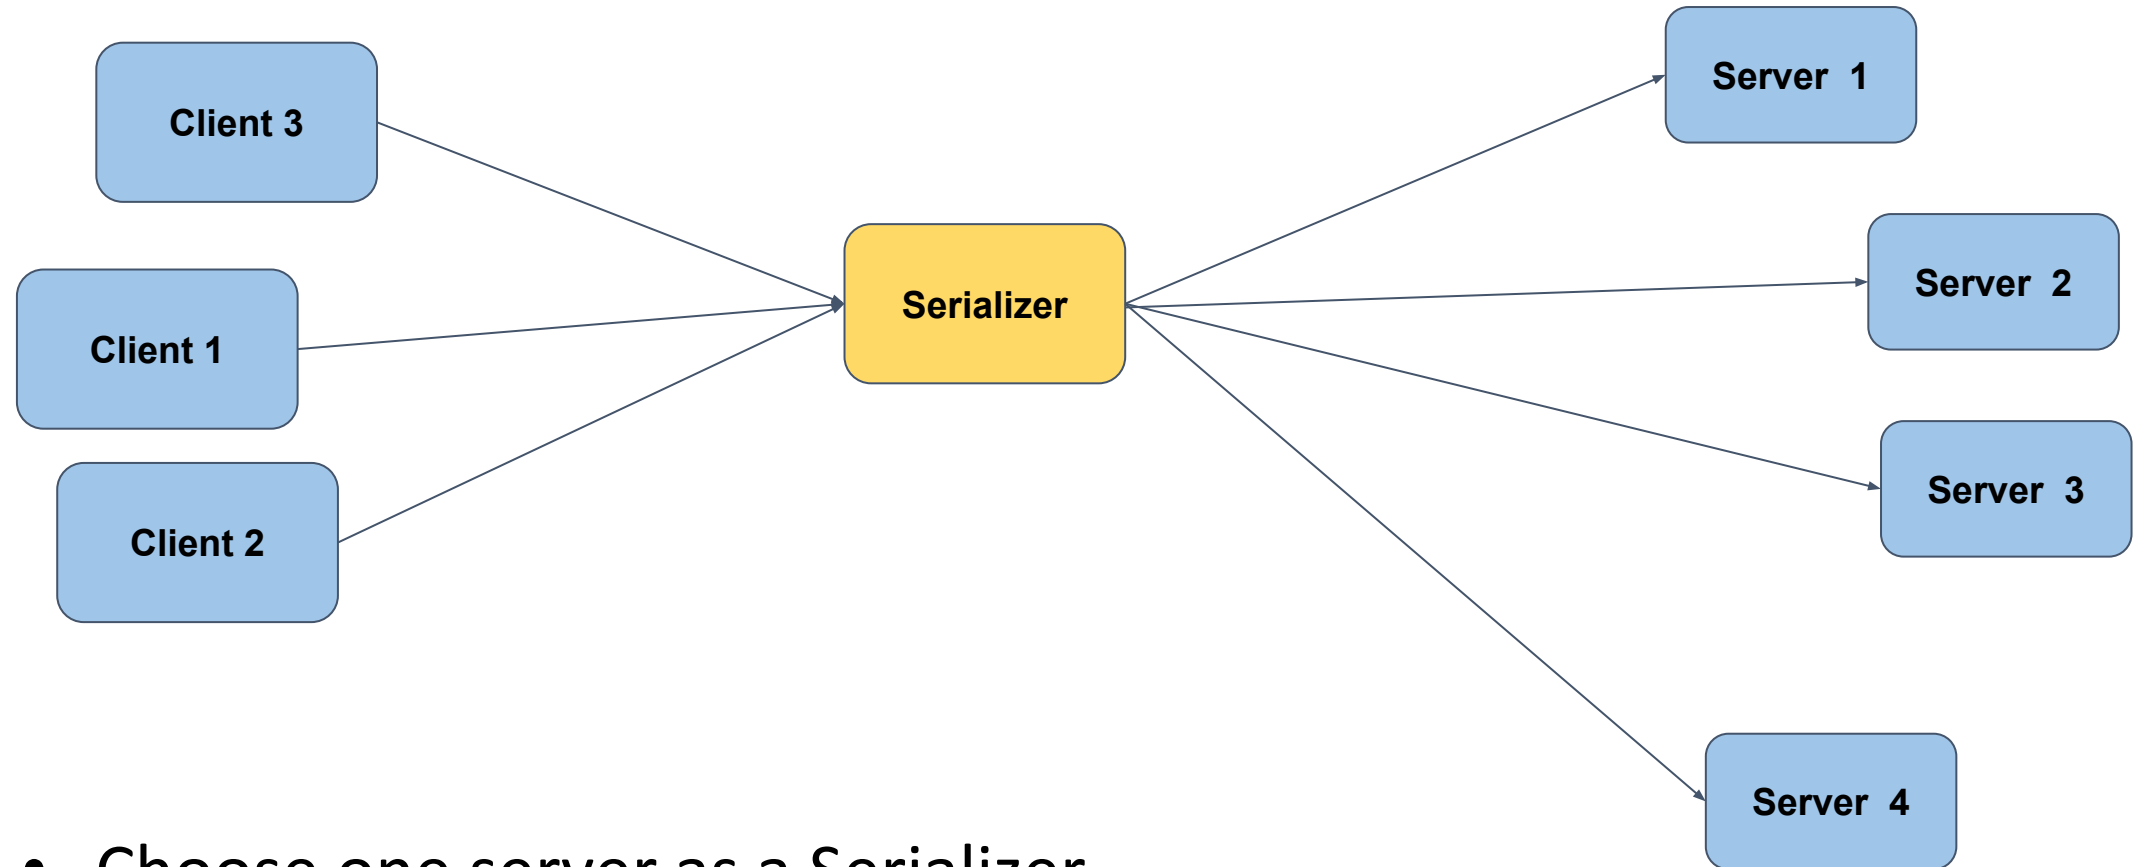 Client 3
Client 1
Client 2
Serializer
Server 1
Server 2
Server 3
Server 4
• Choose one server as a Serializer